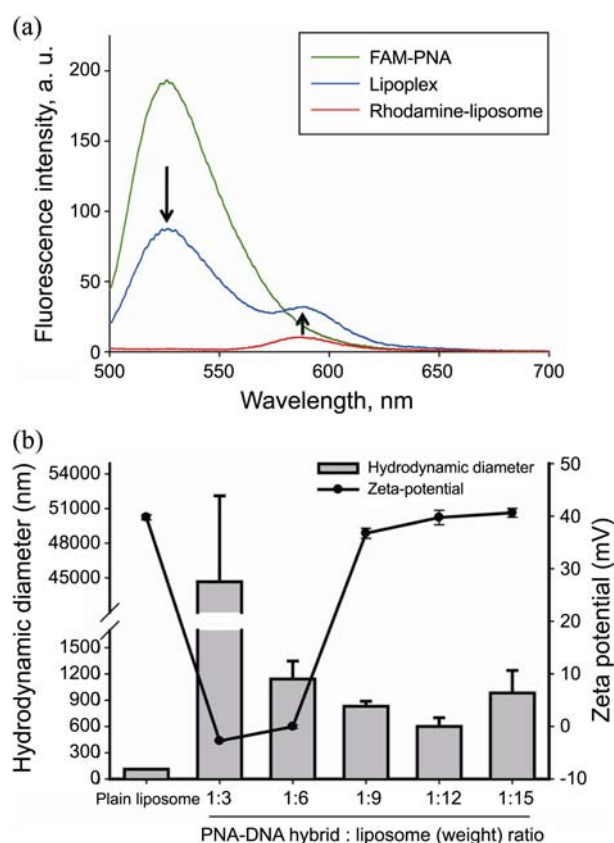 (a)
FAM-PNA
Lipoplex
Rhodamine-liposome
Fluorescence intensity, a. u.
200
150
100
50
0
500
550
600
650
700
Wavelength, nm
(b)
Hydrodynamic diameter
Zeta-potential
Hydrodynamic diameter (nm)
54000
51000
48000
45000
1500
1200
900
600
300
0
Zeta potential (mV)
50
40
30
20
10
0
-10
Plain liposome 1:3 1:6 1:9 1:12 1:15
PNA-DNA hybrid : liposome (weight) ratio